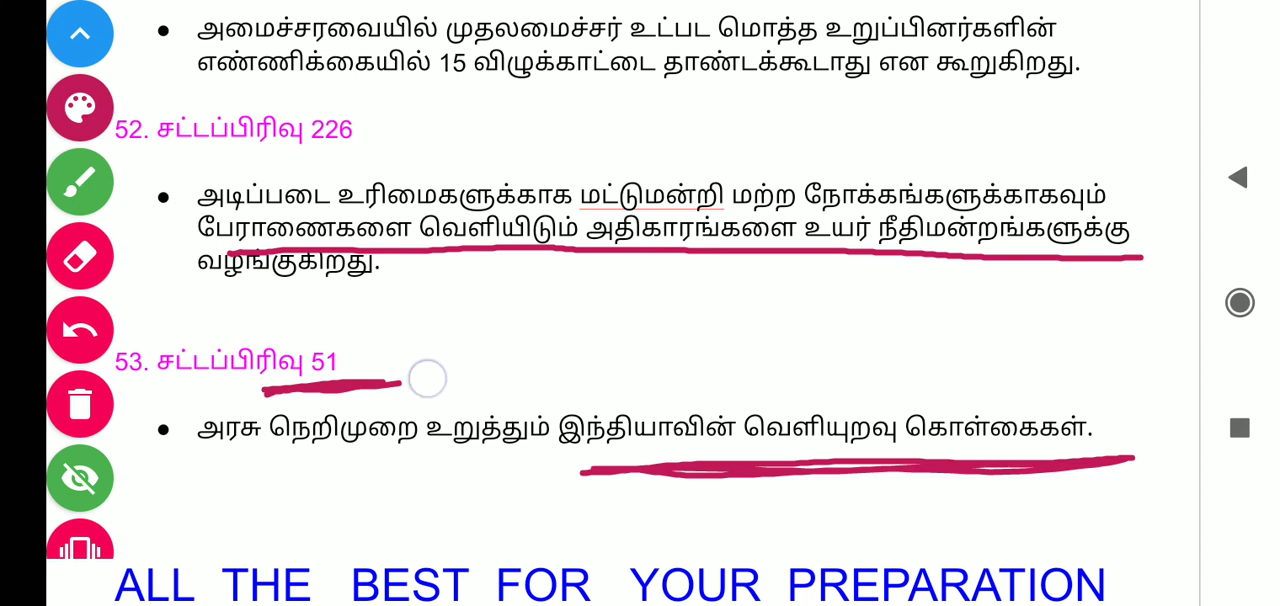 ● அமைச்சரவையில் முதலமைச்சர் உட்பட மொத்த உறுப்பினர்களின்
எண்ணிக்கையில் 15 விழுக்காட்டை தாண்டக்கூடாது என கூறுகிறது.
52. சட்டப்பிரிவு 226
● அடிப்படை உரிமைகளுக்காக மட்டுமன்றி மற்ற நோக்கங்களுக்காகவும்
பேராணைகளை வெளியிடும் அதிகாரங்களை உயர் நீதிமன்றங்களுக்கு
வழங்குகிறது.
53. சட்டப்பிரிவு 51
● அரசு நெறிமுறை உறுத்தும் இந்தியாவின் வெளியுறவு கொள்கைகள்.
ALL THE BEST FOR YOUR PREPARATION